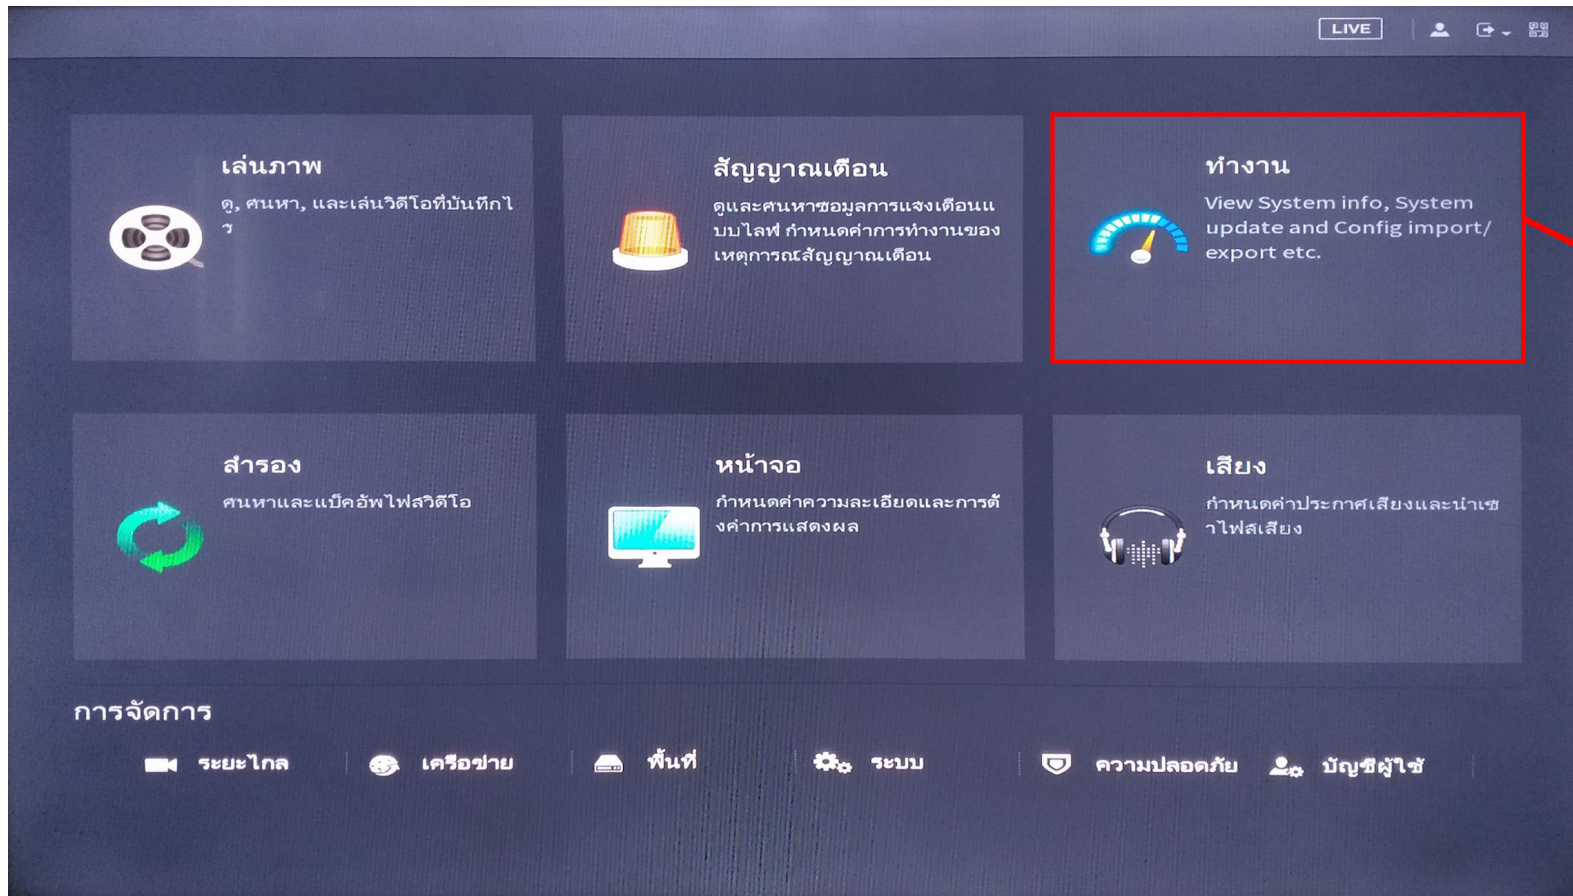 LIVE
เล่นภาพ
ดู, ค้นหา, และเล่นวิดีโอที่บันทึกไ
ร
สัญญาณเตือน
ดูและค้นหาขอมูลการแจงเตือนแ
บบไลฟ์ กำหนดค่าการทำงานของ
เหตุการณ์สัญญาณเตือน
ทำงาน
View System info, System
update and Config import/
export etc.
สำรอง
ค้นหาและแบ็คอัพไฟล์วิดีโอ
หน้าจอ
กำหนดค่าความละเอียดและการตั้
งค่าการแสดงผล
เสียง
กำหนดค่าประกาศเสียงและนำเข
าไฟล์เสียง
การจัดการ
ระยะไกล
เครือข่าย
พื้นที่
ระบบ
ความปลอดภัย
บัญชีผู้ใช้